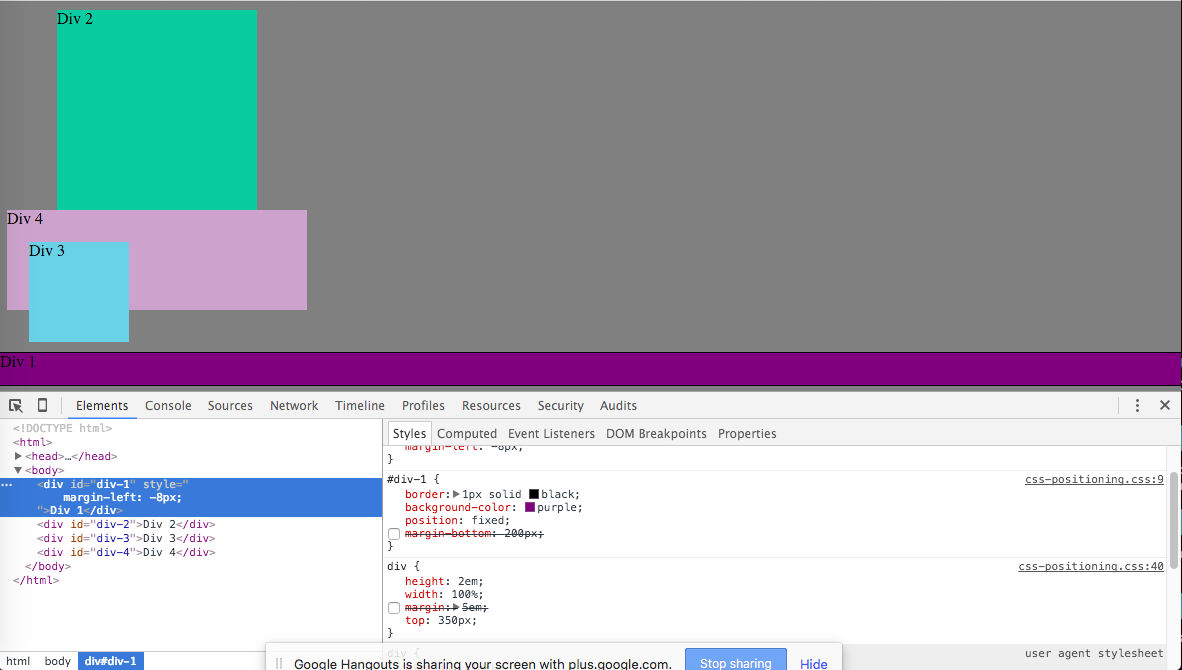 Div 2
Div 4
Div 3
Div 1
Elements Console Sources Network Timeline Profiles Resources Security Audits
<!DOCTYPE html>
<html>
<head>…</head>
<body>
<div id="div-1" style="
margin-left: -8px;
">Div 1</div>
<div id="div-2">Div 2</div>
<div id="div-3">Div 3</div>
<div id="div-4">Div 4</div>
</body>
</html>
html body div#div-1
Styles Computed Event Listeners DOM Breakpoints Properties
margin-left: -8px;
}
#div-1 { css-positioning.css:9
border: 1px solid black;
background-color: purple;
position: fixed;
margin-bottom: 200px;
}
div { css-positioning.css:40
height: 2em;
width: 100%;
margin: 5em;
top: 350px;
}
div { user agent stylesheet
Google Hangouts is sharing your screen with plus.google.com. Stop sharing Hide